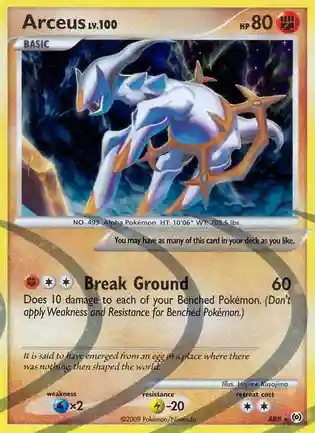 Arceus LV.100 HP 80
BASIC
NO. 493 Alpha Pokémon HT: 10'06" WT: 705.5 lbs.
You may have as many of this card in your deck as you like.
Break Ground 60
Does 10 damage to each of your Benched Pokémon. (Don't
apply Weakness and Resistance for Benched Pokémon.)
It is said to have emerged from an egg in a place where there
was nothing, then shaped the world.
Illus. Hajime Kusajima
weakness resistance retreat cost
×2 -20
©2009 Pokémon/Nintendo AR9